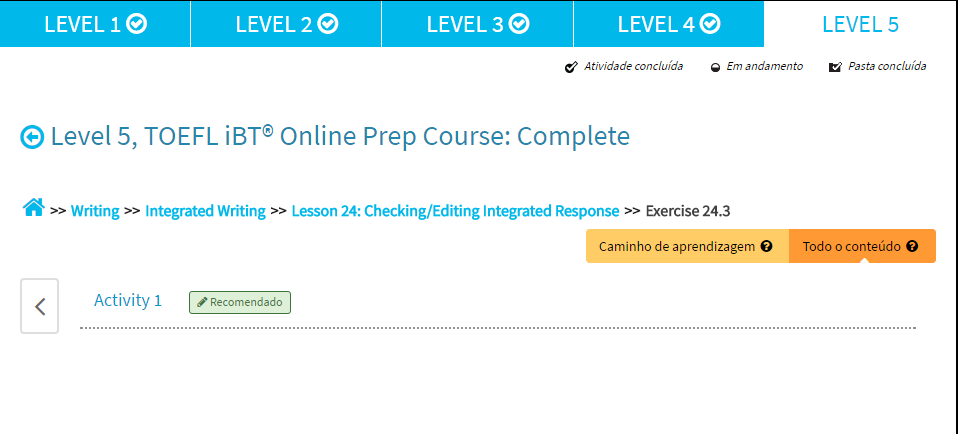 LEVEL 1 LEVEL 2 LEVEL 3 LEVEL 4 LEVEL 5
Atividade concluída Em andamento Pasta concluída
Level 5, TOEFL iBT® Online Prep Course: Complete
>> Writing >> Integrated Writing >> Lesson 24: Checking/Editing Integrated Response >> Exercise 24.3
Caminho de aprendizagem ? Todo o conteúdo ?
Activity 1 Recomendado